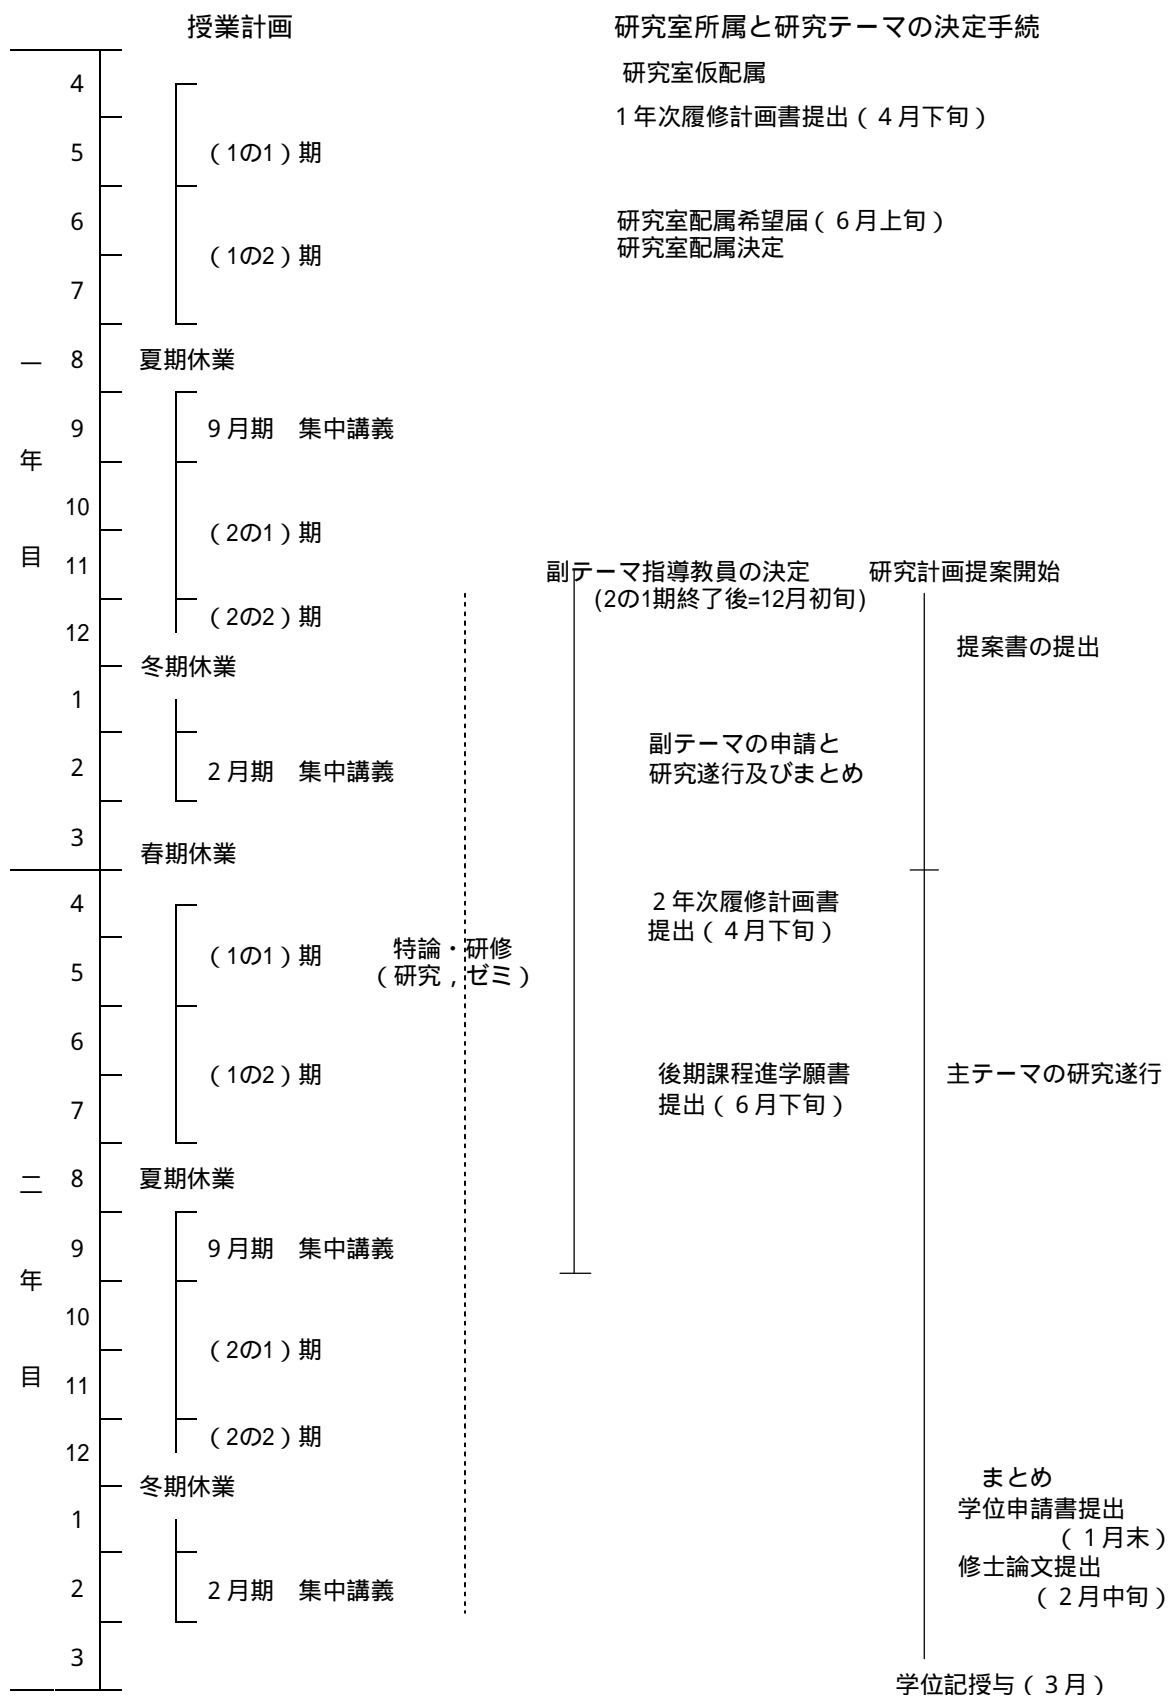 授業計画
研究室所属と研究テーマの決定手続
研究室仮配属
4
1年次履修計画書提出(4月下旬)
5
(1の1)期
6
研究室配属希望届(6月上旬)
研究室配属決定
(1の2)期
7
一年目
8
夏期休業
9
9月期 集中講義
10
(2の1)期
11
副テーマ指導教員の決定
(2の1期終了後=12月初旬)
研究計画提案開始
(2の2)期
12
提案書の提出
冬期休業
1
副テーマの申請と
研究遂行及びまとめ
2
2月期 集中講義
3
春期休業
4
2年次履修計画書
提出(4月下旬)
(1の1)期
特論・研修
(研究,ゼミ)
5
6
(1の2)期
後期課程進学願書
提出(6月下旬)
主テーマの研究遂行
7
二年目
8
夏期休業
9
9月期 集中講義
10
(2の1)期
11
(2の2)期
12
冬期休業
まとめ
学位申請書提出
(1月末)
1
修士論文提出
(2月中旬)
2
2月期 集中講義
3
学位記授与(3月)